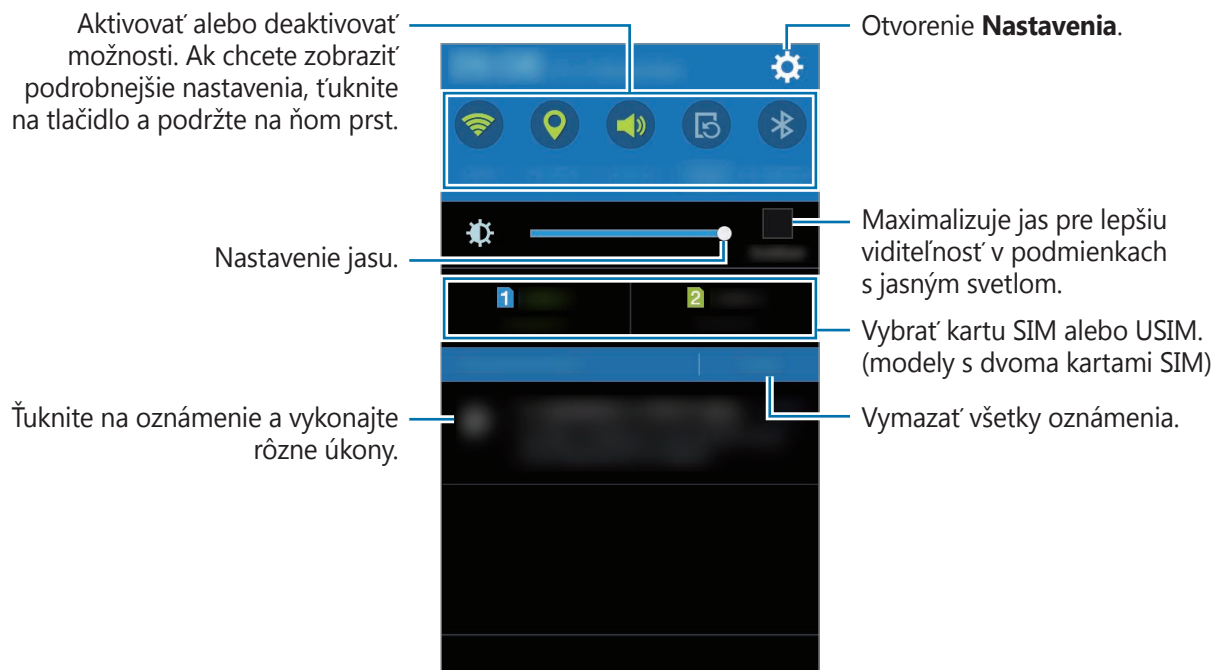 Aktivovať alebo deaktivovať
možnosti. Ak chcete zobraziť
podrobnejšie nastavenia, ťuknite
na tlačidlo a podržte na ňom prst.
Otvorenie Nastavenia.
Nastavenie jasu.
Maximalizuje jas pre lepšiu
viditeľnosť v podmienkach
s jasným svetlom.
1
2
Vybrať kartu SIM alebo USIM.
(modely s dvoma kartami SIM)
Ťuknite na oznámenie a vykonajte
rôzne úkony.
Vymazať všetky oznámenia.